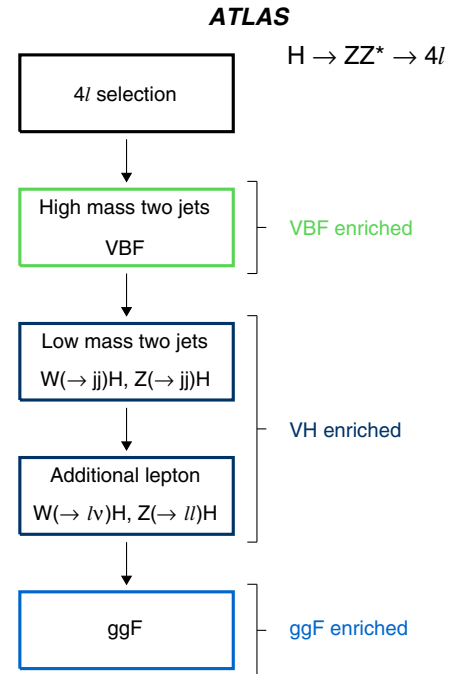 ATLAS
H → ZZ* → 4l
4l selection
High mass two jets
VBF
VBF enriched
Low mass two jets
W(→ jj)H, Z(→ jj)H
VH enriched
Additional lepton
W(→ lν)H, Z(→ ll)H
ggF
ggF enriched